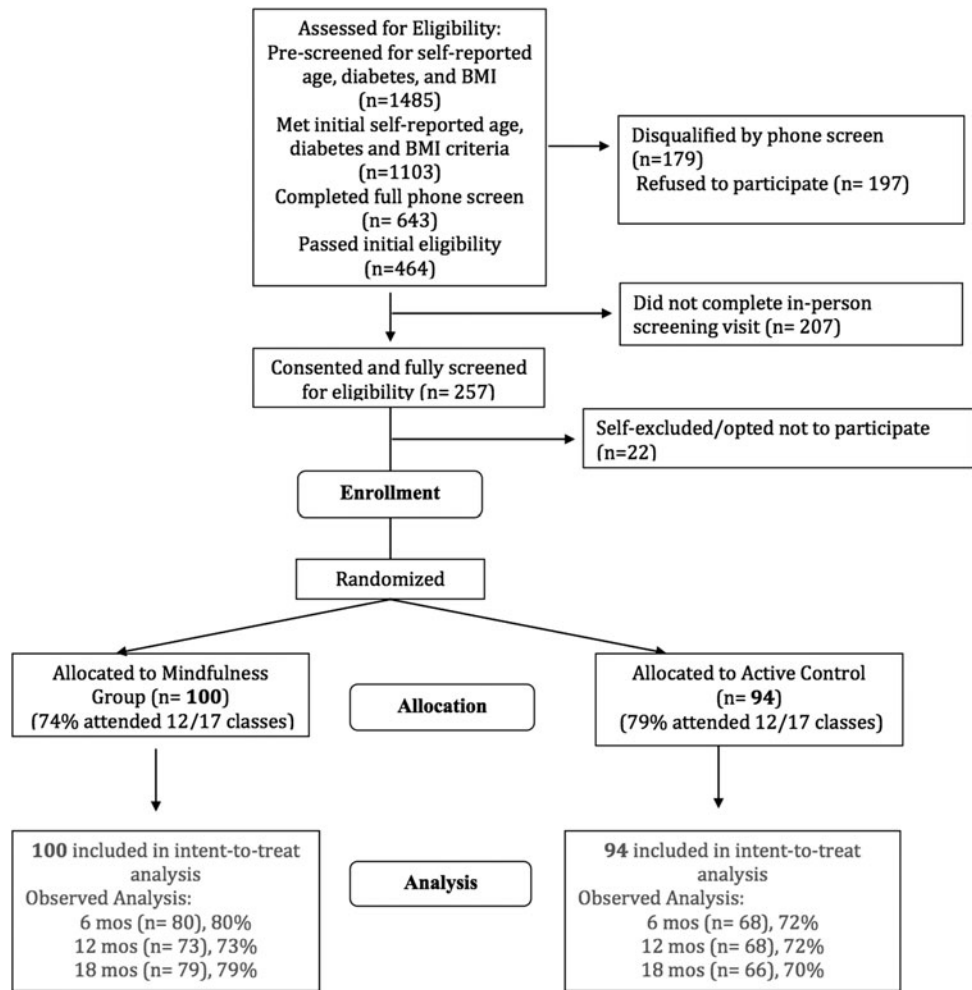 Assessed for Eligibility:
Pre-screened for self-reported
age, diabetes, and BMI
(n=1485)
Met initial self-reported age,
diabetes and BMI criteria
(n=1103)
Completed full phone screen
(n= 643)
Passed initial eligibility
(n=464)
Disqualified by phone screen
(n=179)
Refused to participate (n= 197)
Did not complete in-person
screening visit (n= 207)
Consented and fully screened
for eligibility (n= 257)
Self-excluded/opted not to participate
(n=22)
Enrollment
Randomized
Allocated to Mindfulness
Group (n= 100)
(74% attended 12/17 classes)
Allocation
Allocated to Active Control
(n= 94)
(79% attended 12/17 classes)
100 included in intent-to-treat
analysis
Observed Analysis:
6 mos (n= 80), 80%
12 mos (n= 73), 73%
18 mos (n= 79), 79%
Analysis
94 included in intent-to-treat
analysis
Observed Analysis:
6 mos (n= 68), 72%
12 mos (n= 68), 72%
18 mos (n= 66), 70%